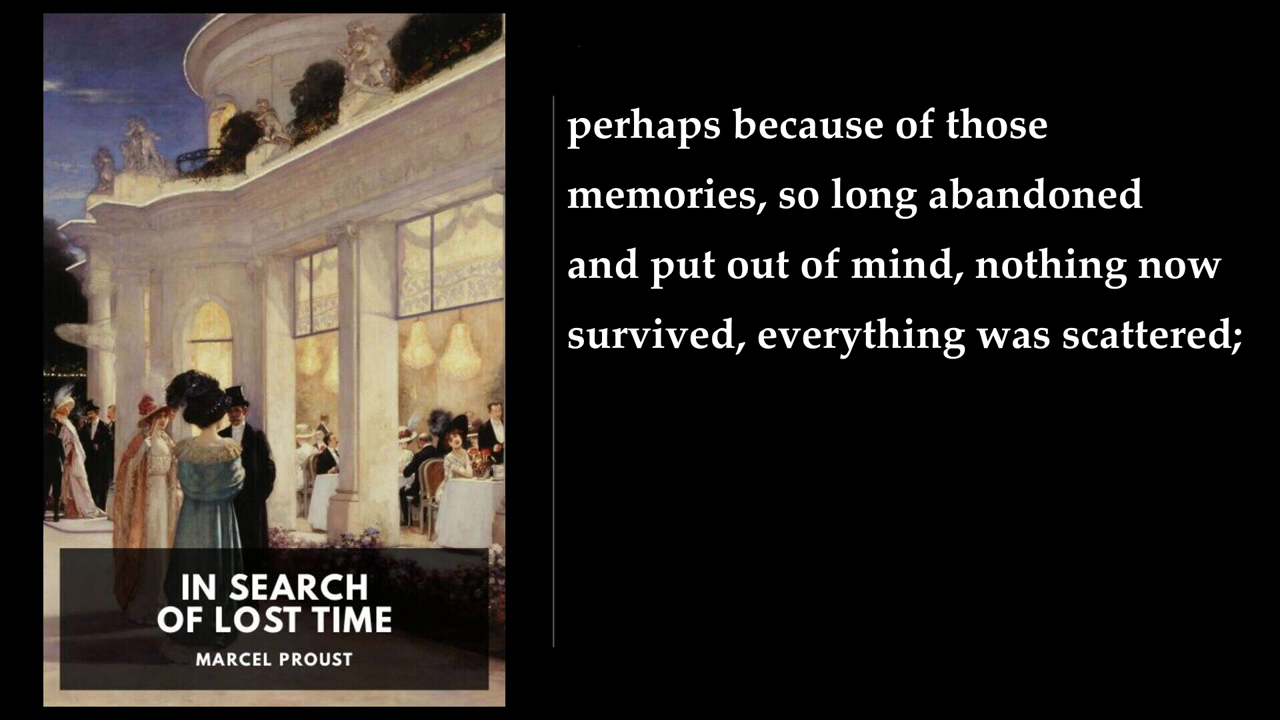 perhaps because of those
memories, so long abandoned
and put out of mind, nothing now
survived, everything was scattered;
IN SEARCH
OF LOST TIME
MARCEL PROUST